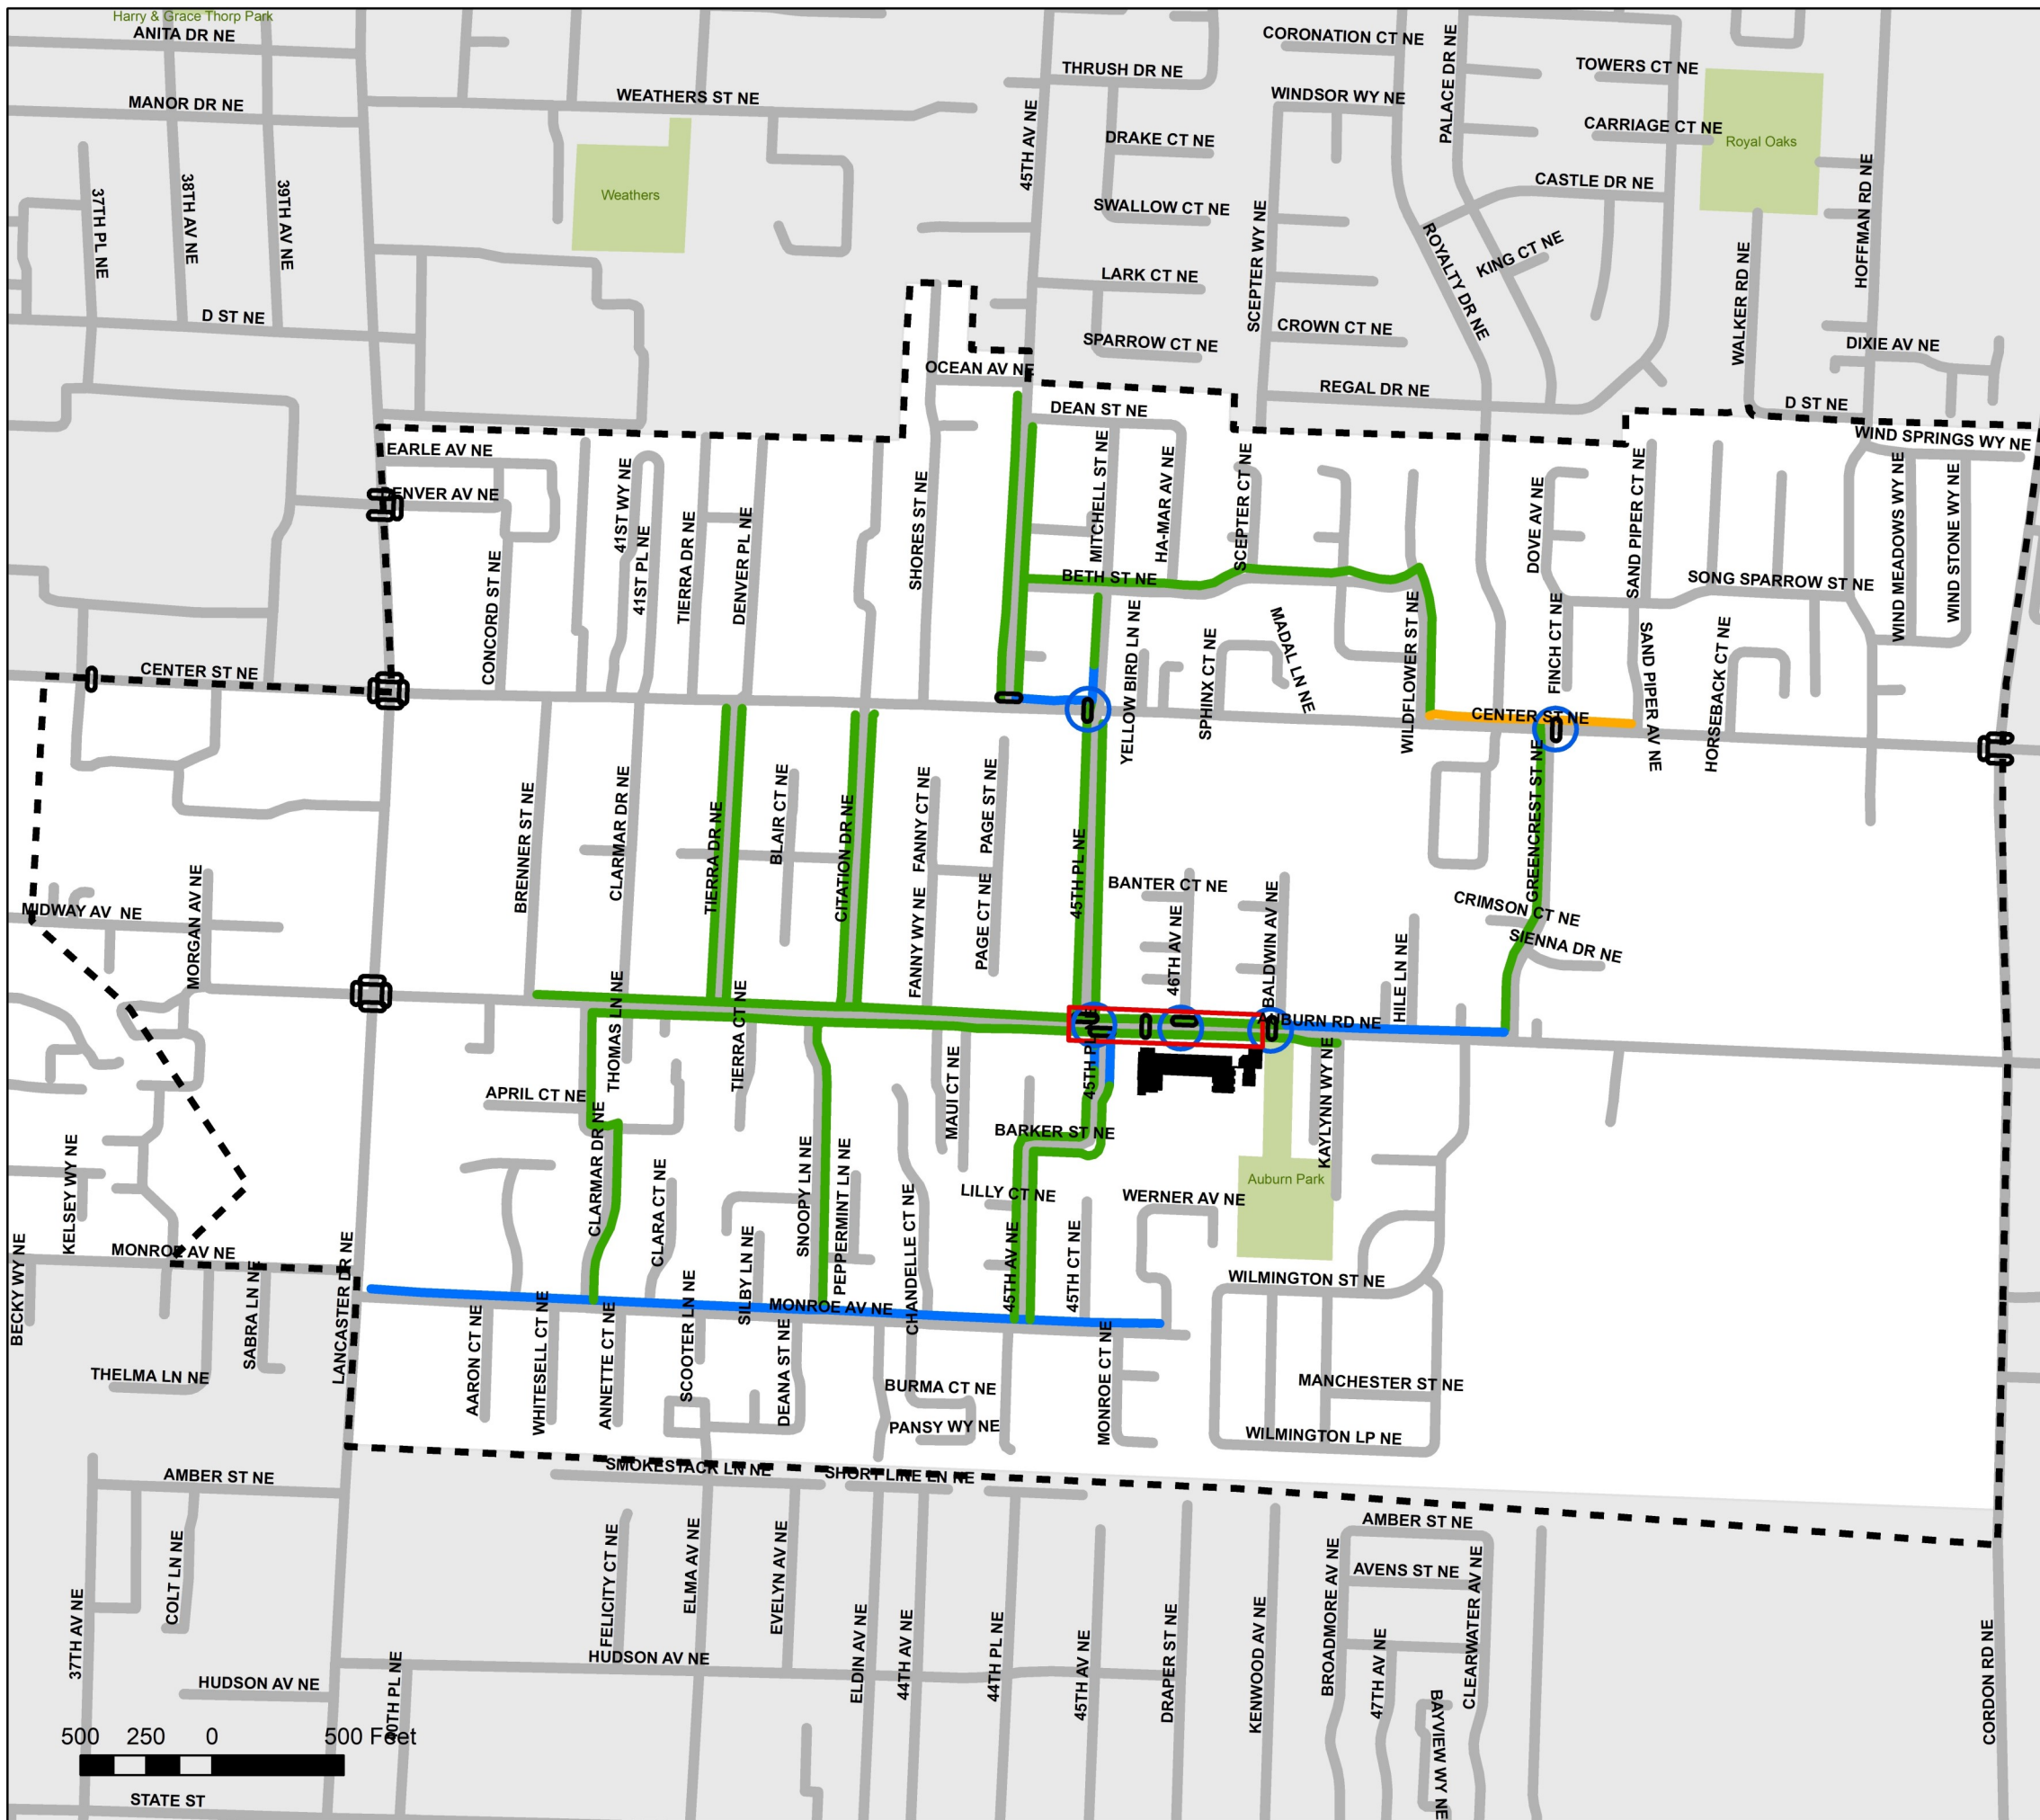 Harry & Grace Thorp Park
ANITA DR NE
CORONATION CT NE
PALACE DR NE
THRUSH DR NE
TOWERS CT NE
MANOR DR NE
WEATHERS ST NE
WINDSOR WY NE
45TH AV NE
DRAKE CT NE
CARRIAGE CT NE
Royal Oaks
37TH PL NE
38TH AV NE
39TH AV NE
Weathers
SWALLOW CT NE
CASTLE DR NE
HOFFMAN RD NE
SCEPTER WY NE
ROYALTY DR NE
KING CT NE
WALKER RD NE
LARK CT NE
D ST NE
CROWN CT NE
SPARROW CT NE
DIXIE AV NE
OCEAN AV NE
REGAL DR NE
D ST NE
DEAN ST NE
WIND SPRINGS WY NE
EARLE AV NE
DENVER AV NE
41ST WY NE
MITCHELL ST NE
HA-MAR AV NE
SCEPTER CT NE
DOVE AV NE
SAND PIPER CT NE
WIND MEADOWS WY NE
WIND STONE WY NE
CONCORD ST NE
41ST PL NE
TIERRA DR NE
DENVER PL NE
SHORES ST NE
BETH ST NE
SONG SPARROW ST NE
YELLOW BIRD LN NE
SPHINX CT NE
MADAL LN NE
WILDFLOWER ST NE
FINCH CT NE
SAND PIPER AV NE
HORSEBACK CT NE
CENTER ST NE
CENTER ST NE
BRENNER ST NE
CLARMAR DR NE
TIERRA DR NE
BLAIR CT NE
CITATION DR NE
FANNY CT NE
PAGE ST NE
45TH PL NE
GREENCREST ST NE
BANTER CT NE
CRIMSON CT NE
SIENNA DR NE
MIDWAY AV NE
MORGAN AV NE
FANNY WY NE
PAGE CT NE
46TH AV NE
BALDWIN AV NE
HILE LN NE
AUBURN RD NE
THOMAS LN NE
TIERRA CT NE
MAUI CT NE
45TH PL NE
KAYLYNN WY NE
APRIL CT NE
BARKER ST NE
KELSEY WY NE
CLARMAR DR NE
CLARA CT NE
SNOOPY LN NE
PEPPERMINT LN NE
CHANDELLE CT NE
LILLY CT NE
WERNER AV NE
Auburn Park
45TH AV NE
45TH CT NE
MONROE AV NE
BECKY WY NE
SABRA LN NE
LANCASTER DR NE
SILBY LN NE
MONROE AV NE
WILMINGTON ST NE
AARON CT NE
WHITESELL CT NE
ANNETTE CT NE
SCOOTER LN NE
DEANA ST NE
MONROE CT NE
THELMA LN NE
BURMA CT NE
MANCHESTER ST NE
PANSY WY NE
WILMINGTON LP NE
AMBER ST NE
SMOKESTACK LN NE
SHORT LINE LN NE
AMBER ST NE
COLT LN NE
FELICITY CT NE
ELMA AV NE
EVELYN AV NE
AVENS ST NE
37TH AV NE
ELDIN AV NE
44TH AV NE
44TH PL NE
45TH AV NE
DRAPER ST NE
KENWOOD AV NE
BROADMORE AV NE
47TH AV NE
CLEARWATER AV NE
CORDON RD NE
HUDSON AV NE
HUDSON AV NE
40TH PL NE
BAYVIEW WY NE
500 250 0 500 Feet
STATE ST